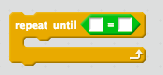 repeat until =